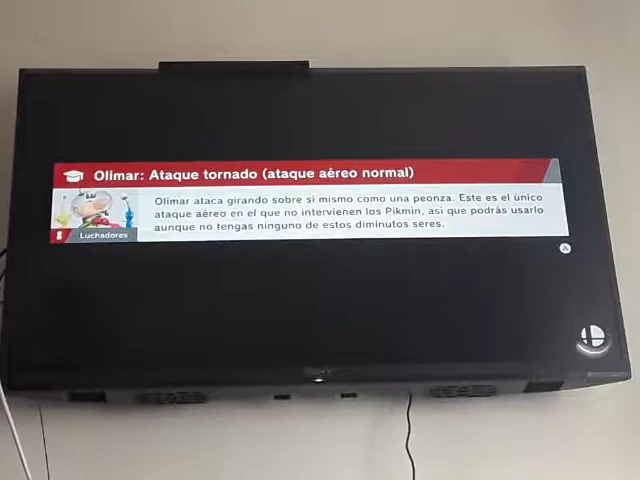 Olimar: Ataque tornado (ataque aéreo normal)
Olimar ataca girando sobre sí mismo como una peonza. Este es el único
ataque aéreo en el que no intervienen los Pikmin, así que podrás usarlo
aunque no tengas ninguno de estos diminutos seres.
8 Luchadores
A
SONY